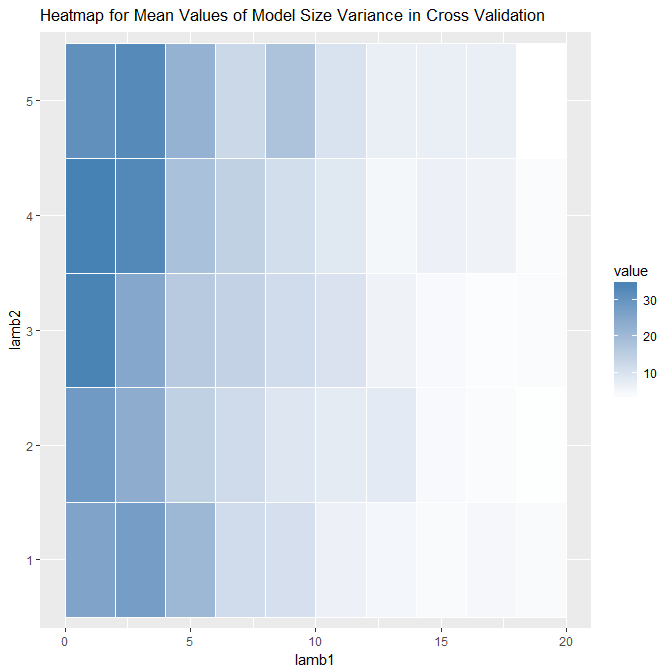 Heatmap for Mean Values of Model Size Variance in Cross Validation
5
4
3
2
1
lamb2
0 5 10 15 20
lamb1
value
30
20
10